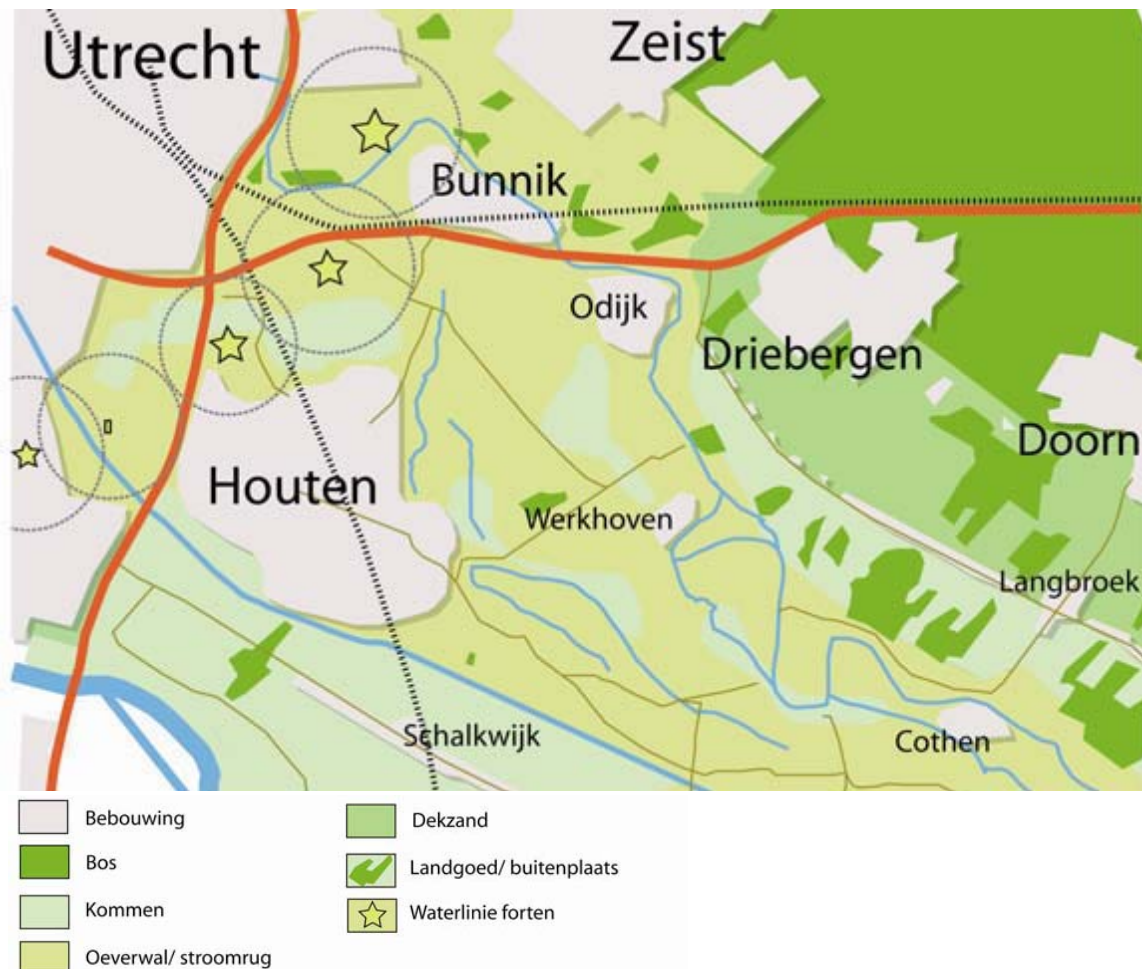 Utrecht
Zeist
Bunnik
Odijk
Driebergen
Doorn
Houten
Werkhoven
Langbroek
Schalkwijk
Cothen
Bebouwing
Bos
Kommen
Oeverwal/ stroomrug
Dekzand
Landgoed/ buitenplaats
Waterlinie forten